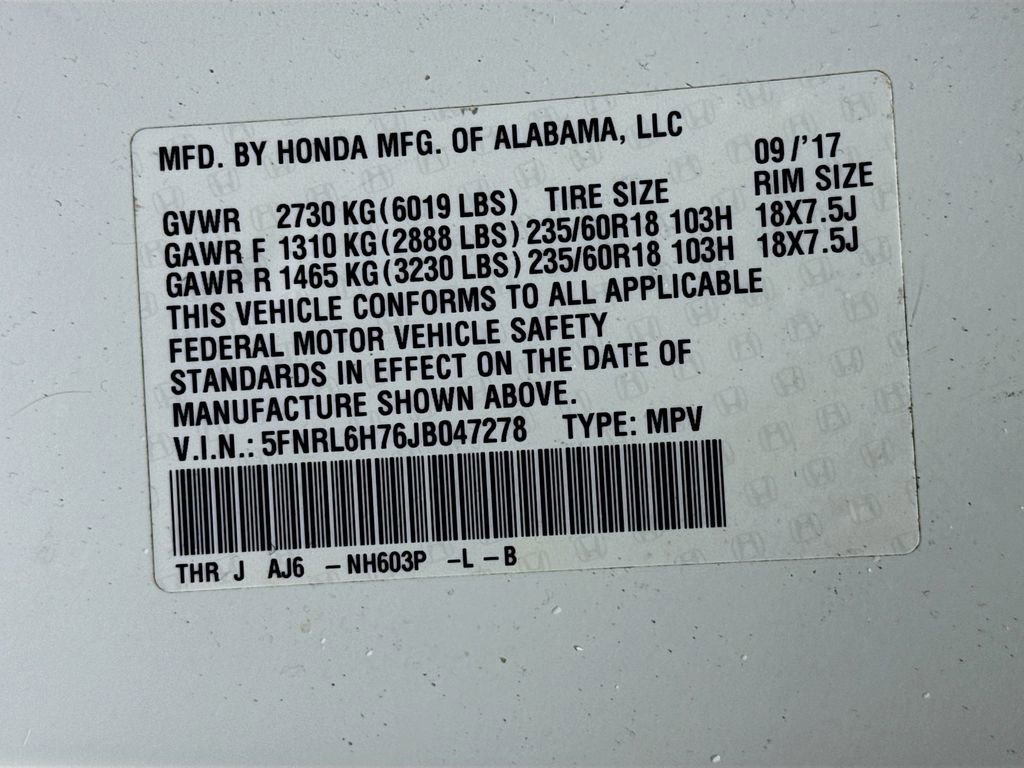 MFD. BY HONDA MFG. OF ALABAMA, LLC 09/'17
GVWR 2730 KG (6019 LBS) TIRE SIZE RIM SIZE
GAWR F 1310 KG (2888 LBS) 235/60R18 103H 18X7.5J
GAWR R 1465 KG (3230 LBS) 235/60R18 103H 18X7.5J
THIS VEHICLE CONFORMS TO ALL APPLICABLE
FEDERAL MOTOR VEHICLE SAFETY
STANDARDS IN EFFECT ON THE DATE OF
MANUFACTURE SHOWN ABOVE.
V.I.N.: 5FNRL6H76JB047278 TYPE: MPV
THR J AJ6 -NH603P -L -B